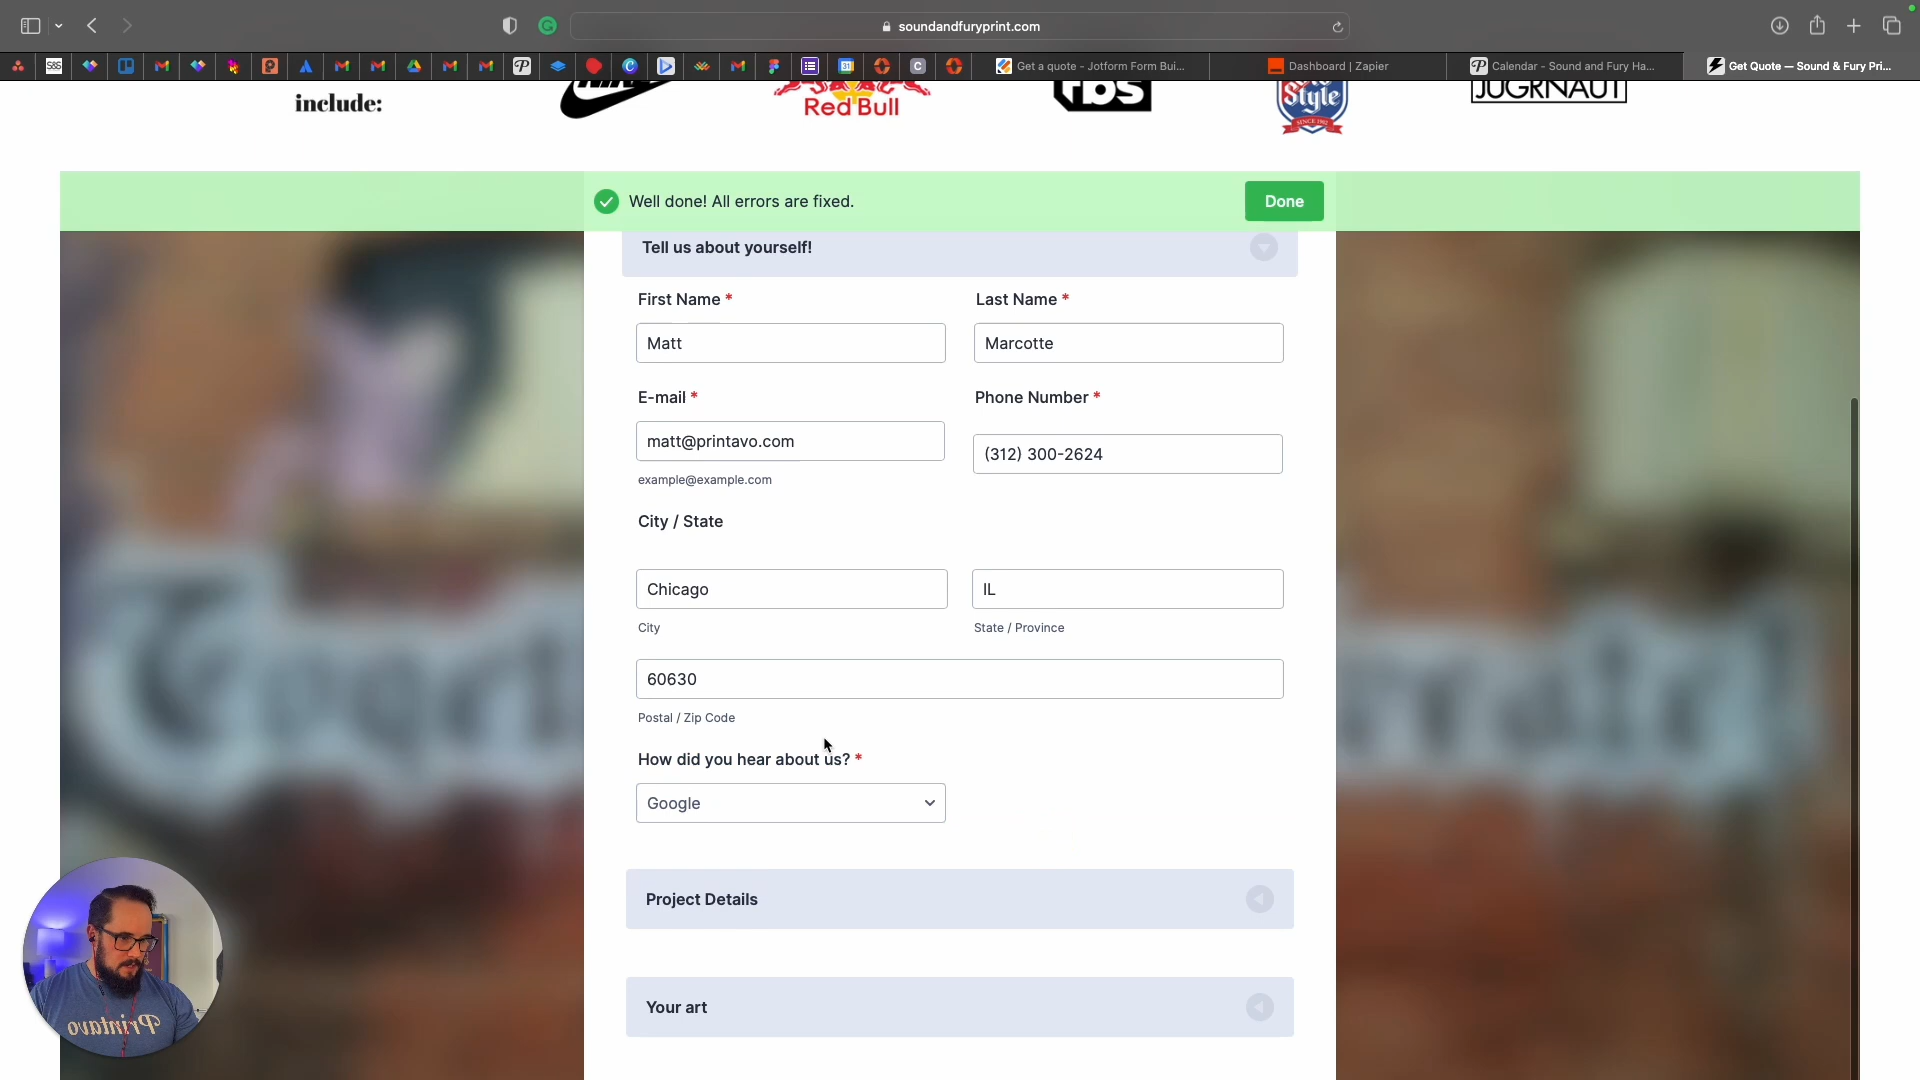 soundandfuryprint.com
S&S
31
C
Get a quote - Jotform Form Bui...
Dashboard | Zapier
Calendar - Sound and Fury Ha...
Get Quote — Sound & Fury Pri...
include:
Red Bull
tbs
Style
SINCE 1902
JUGRNAUT
Well done! All errors are fixed.
Done
Tell us about yourself!
First Name *
Last Name *
Matt
Marcotte
E-mail *
Phone Number *
matt@printavo.com
(312) 300-2624
example@example.com
City / State
Chicago
IL
City
State / Province
60630
Postal / Zip Code
How did you hear about us? *
Google
Project Details
Your art
Printavo